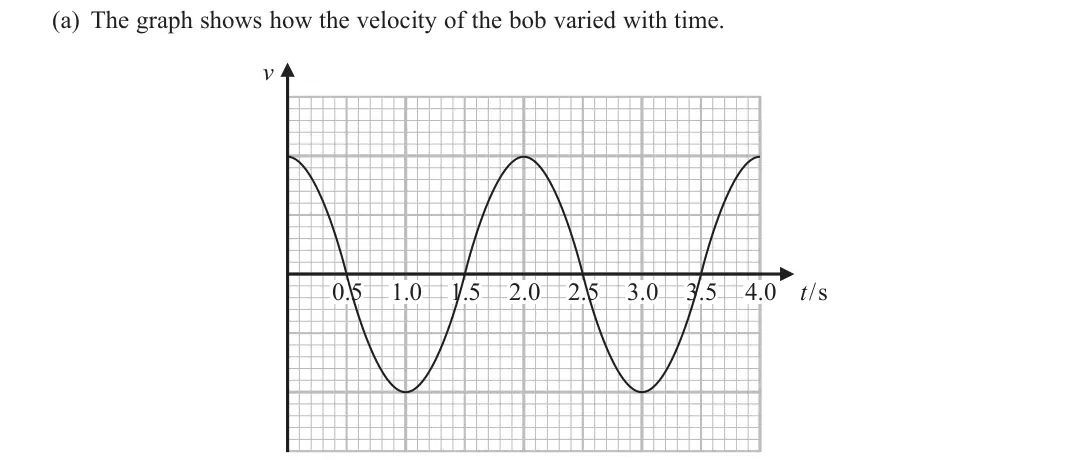 (a) The graph shows how the velocity of the bob varied with time.
v
0.5 1.0 1.5 2.0 2.5 3.0 3.5 4.0 t/s